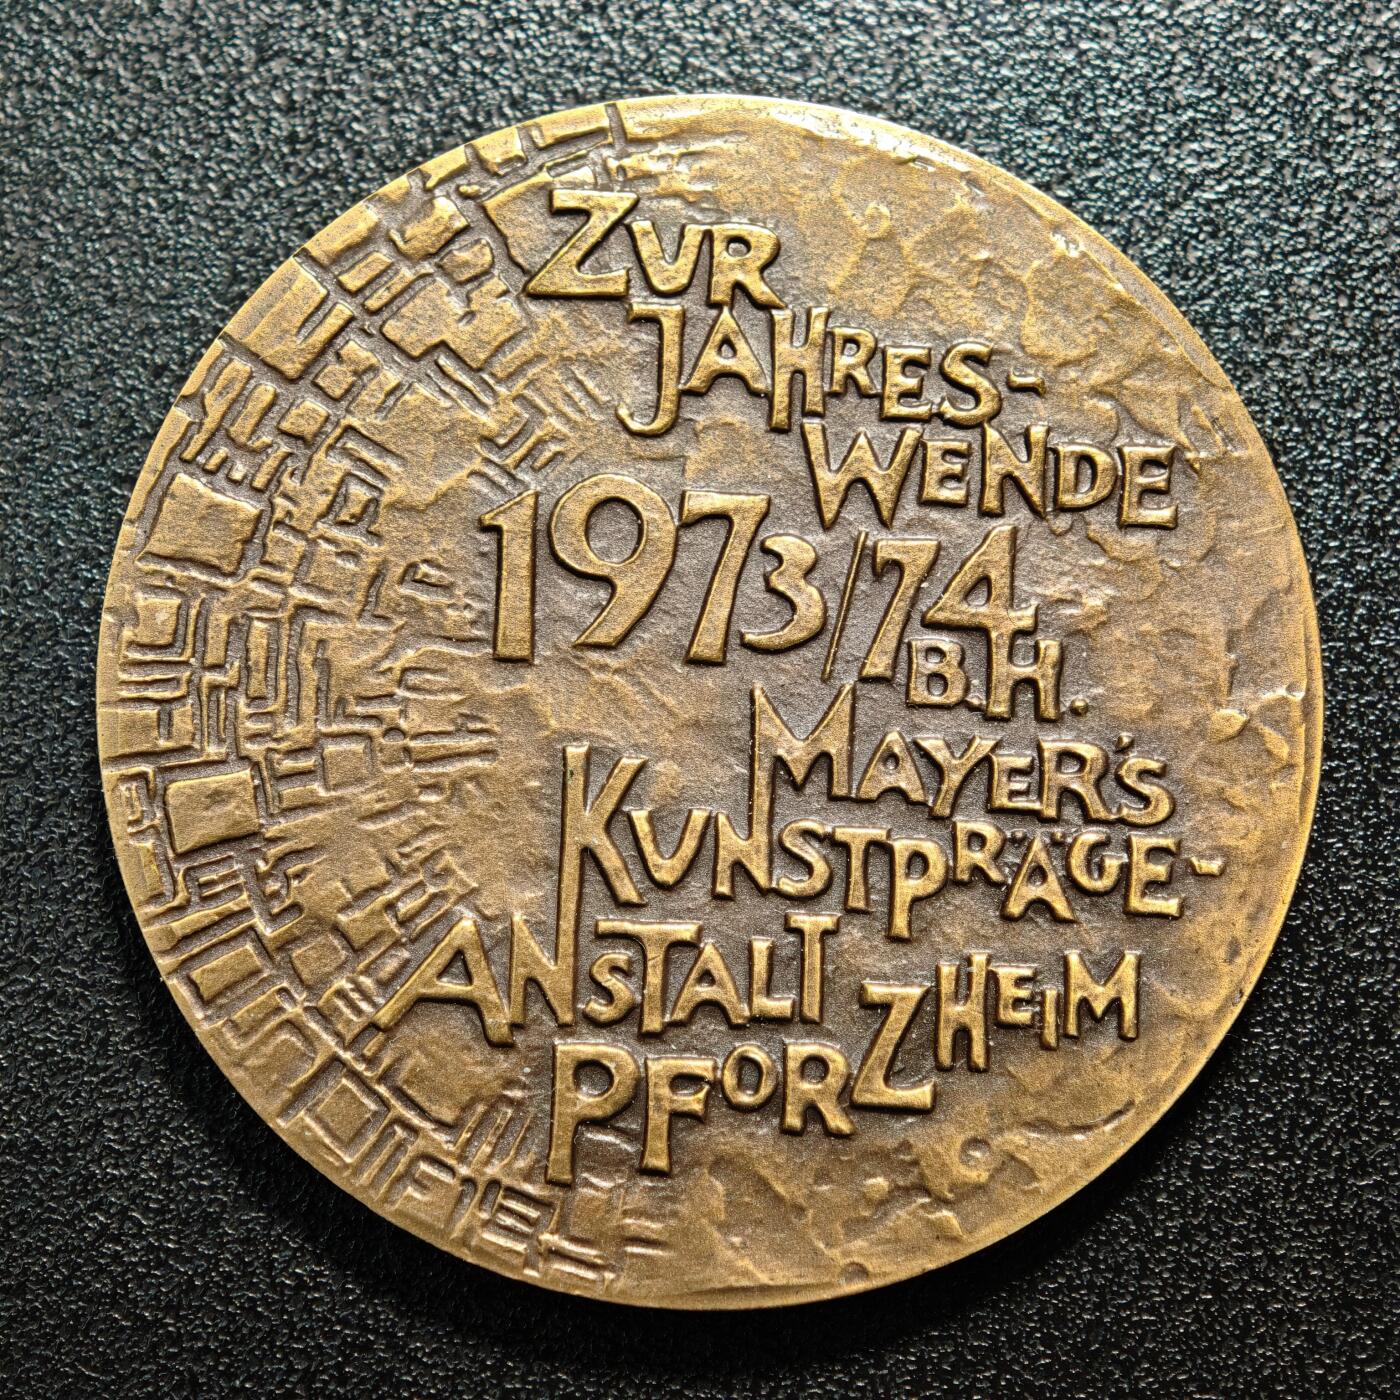 ZUR
JAHRES-
WENDE
1973/74
B.H.
MAYER'S
KUNSTPRÄGE-
ANSTALT
PFORZHEIM